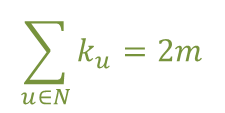 ∑_{u∈N} k_u = 2m